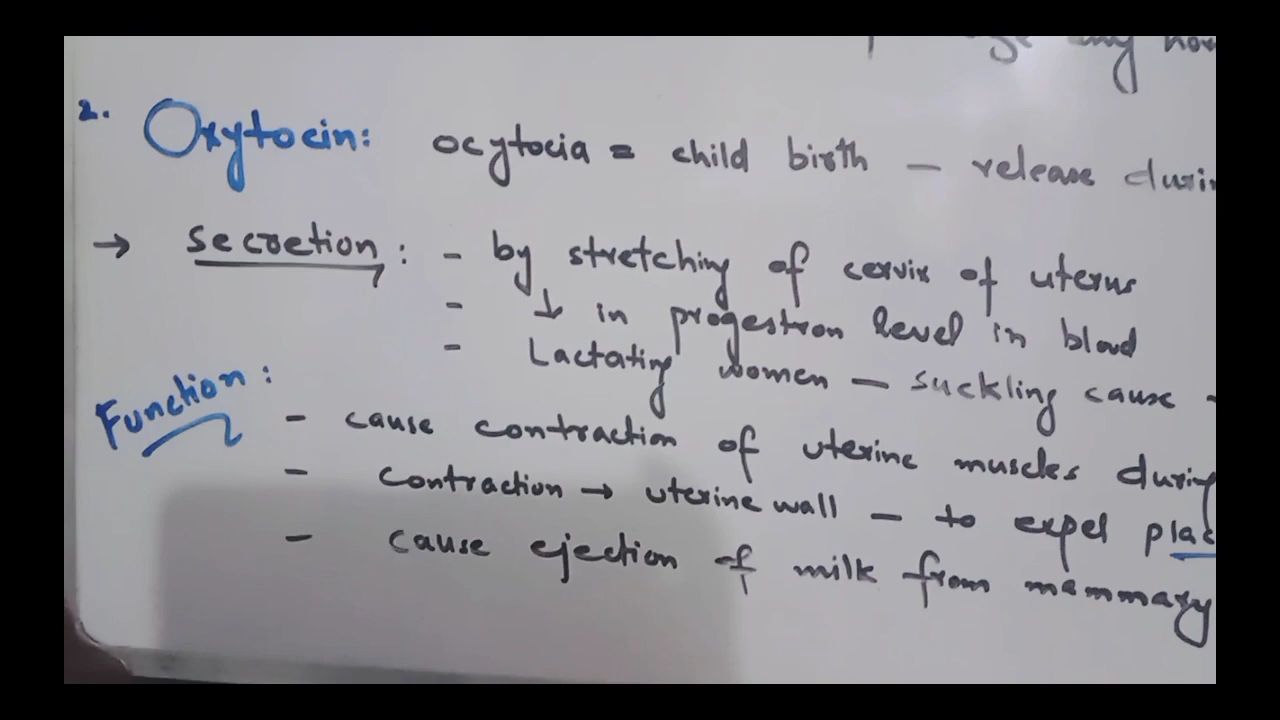 any
2. Oxytocin: ocytocia = child birth – release
→ secretion : - by stretching of cervix of uterus
- ↓ in progestron level in blood
- Lactating women – suckling cause
Function :
- cause contraction of uterine muscles during
- contraction → uterine wall – to expel plac
- cause ejection of milk from mammary